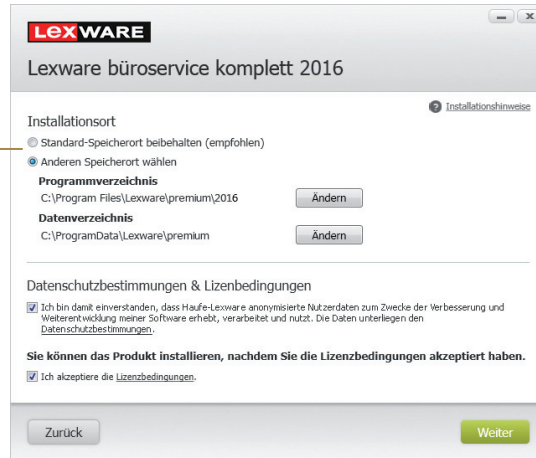 LEXWARE
Lexware büroservice komplett 2016
Installationshinweise
Installationsort
Standard-Speicherort beibehalten (empfohlen)
Anderen Speicherort wählen
Programmverzeichnis
C:\Program Files\Lexware\premium\2016 Ändern
Datenverzeichnis
C:\ProgramData\Lexware\premium Ändern
Datenschutzbestimmungen & Lizenbedingungen
Ich bin damit einverstanden, dass Haufe-Lexware anonymisierte Nutzerdaten zum Zwecke der Verbesserung und
Weiterentwicklung meiner Software erhebt, verarbeitet und nutzt. Die Daten unterliegen den
Datenschutzbestimmungen.
Sie können das Produkt installieren, nachdem Sie die Lizenzbedingungen akzeptiert haben.
Ich akzeptiere die Lizenzbedingungen.
Zurück Weiter